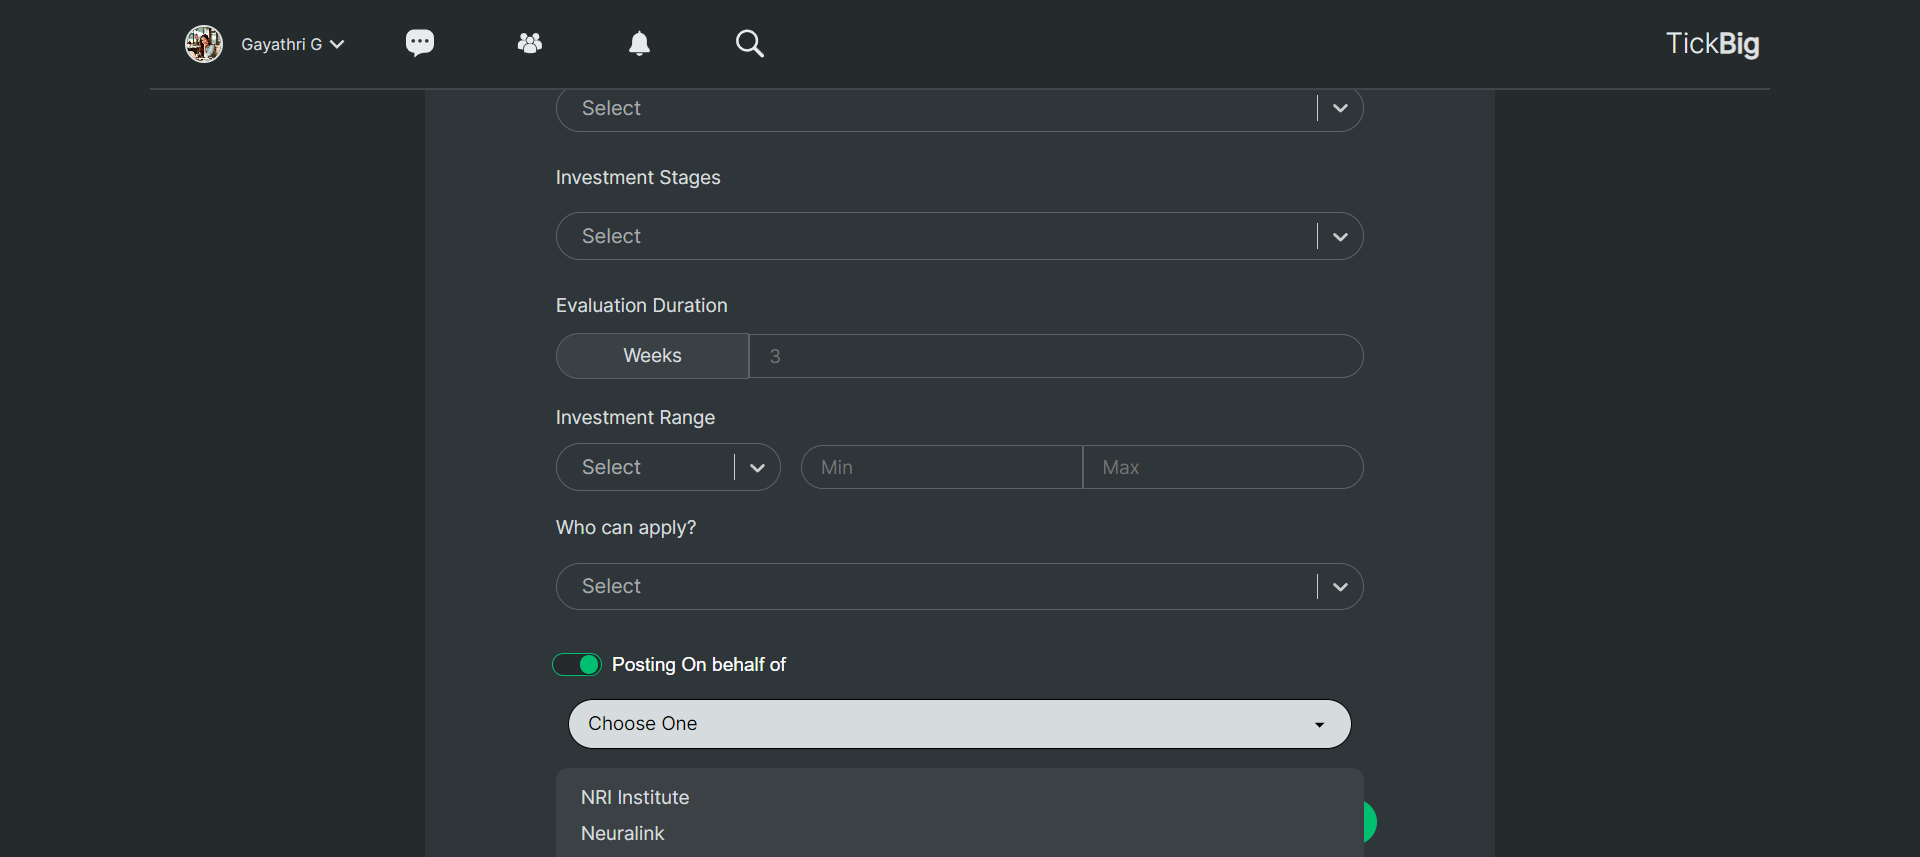 Gayathri G
TickBig
Select
Investment Stages
Select
Evaluation Duration
Weeks 3
Investment Range
Select Min Max
Who can apply?
Select
Posting On behalf of
Choose One
NRI Institute
Neuralink